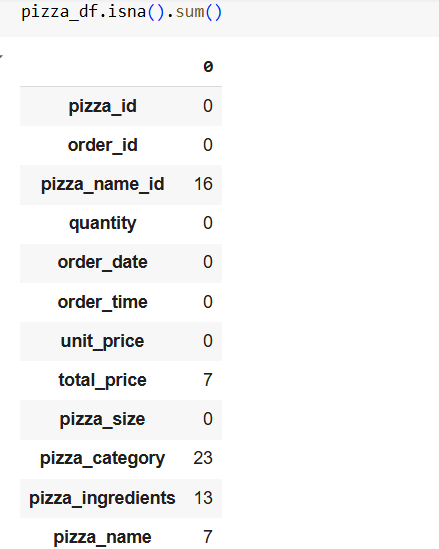 pizza_df.isna().sum()
0
pizza_id 0
order_id 0
pizza_name_id 16
quantity 0
order_date 0
order_time 0
unit_price 0
total_price 7
pizza_size 0
pizza_category 23
pizza_ingredients 13
pizza_name 7